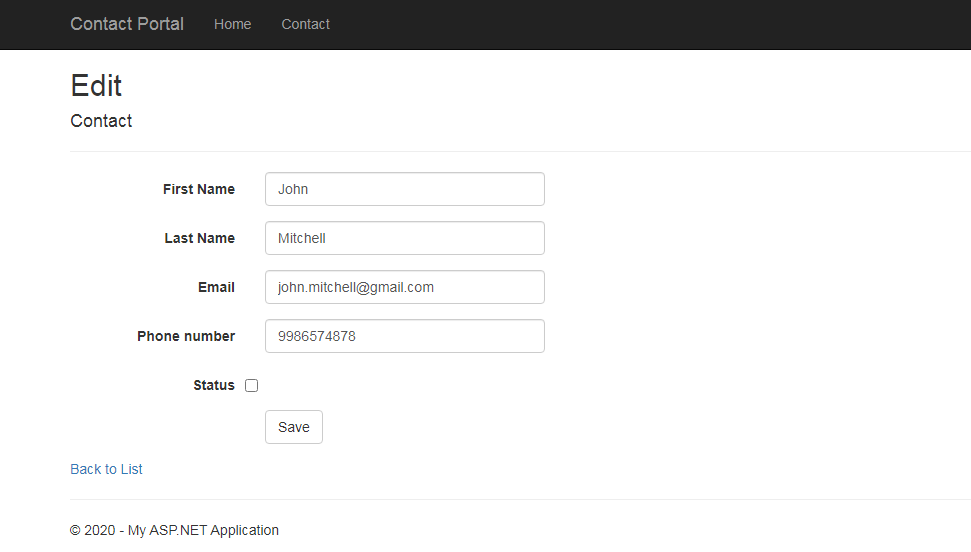 Contact Portal Home Contact
Edit
Contact
First Name John
Last Name Mitchell
Email john.mitchell@gmail.com
Phone number 9986574878
Status
Save
Back to List
© 2020 - My ASP.NET Application